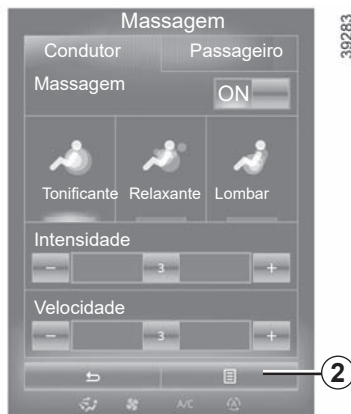 Massagem
Condutor Passageiro
Massagem ON
Tonificante Relaxante Lombar
Intensidade
− 3 +
Velocidade
− 3 +
A/C
2
39283